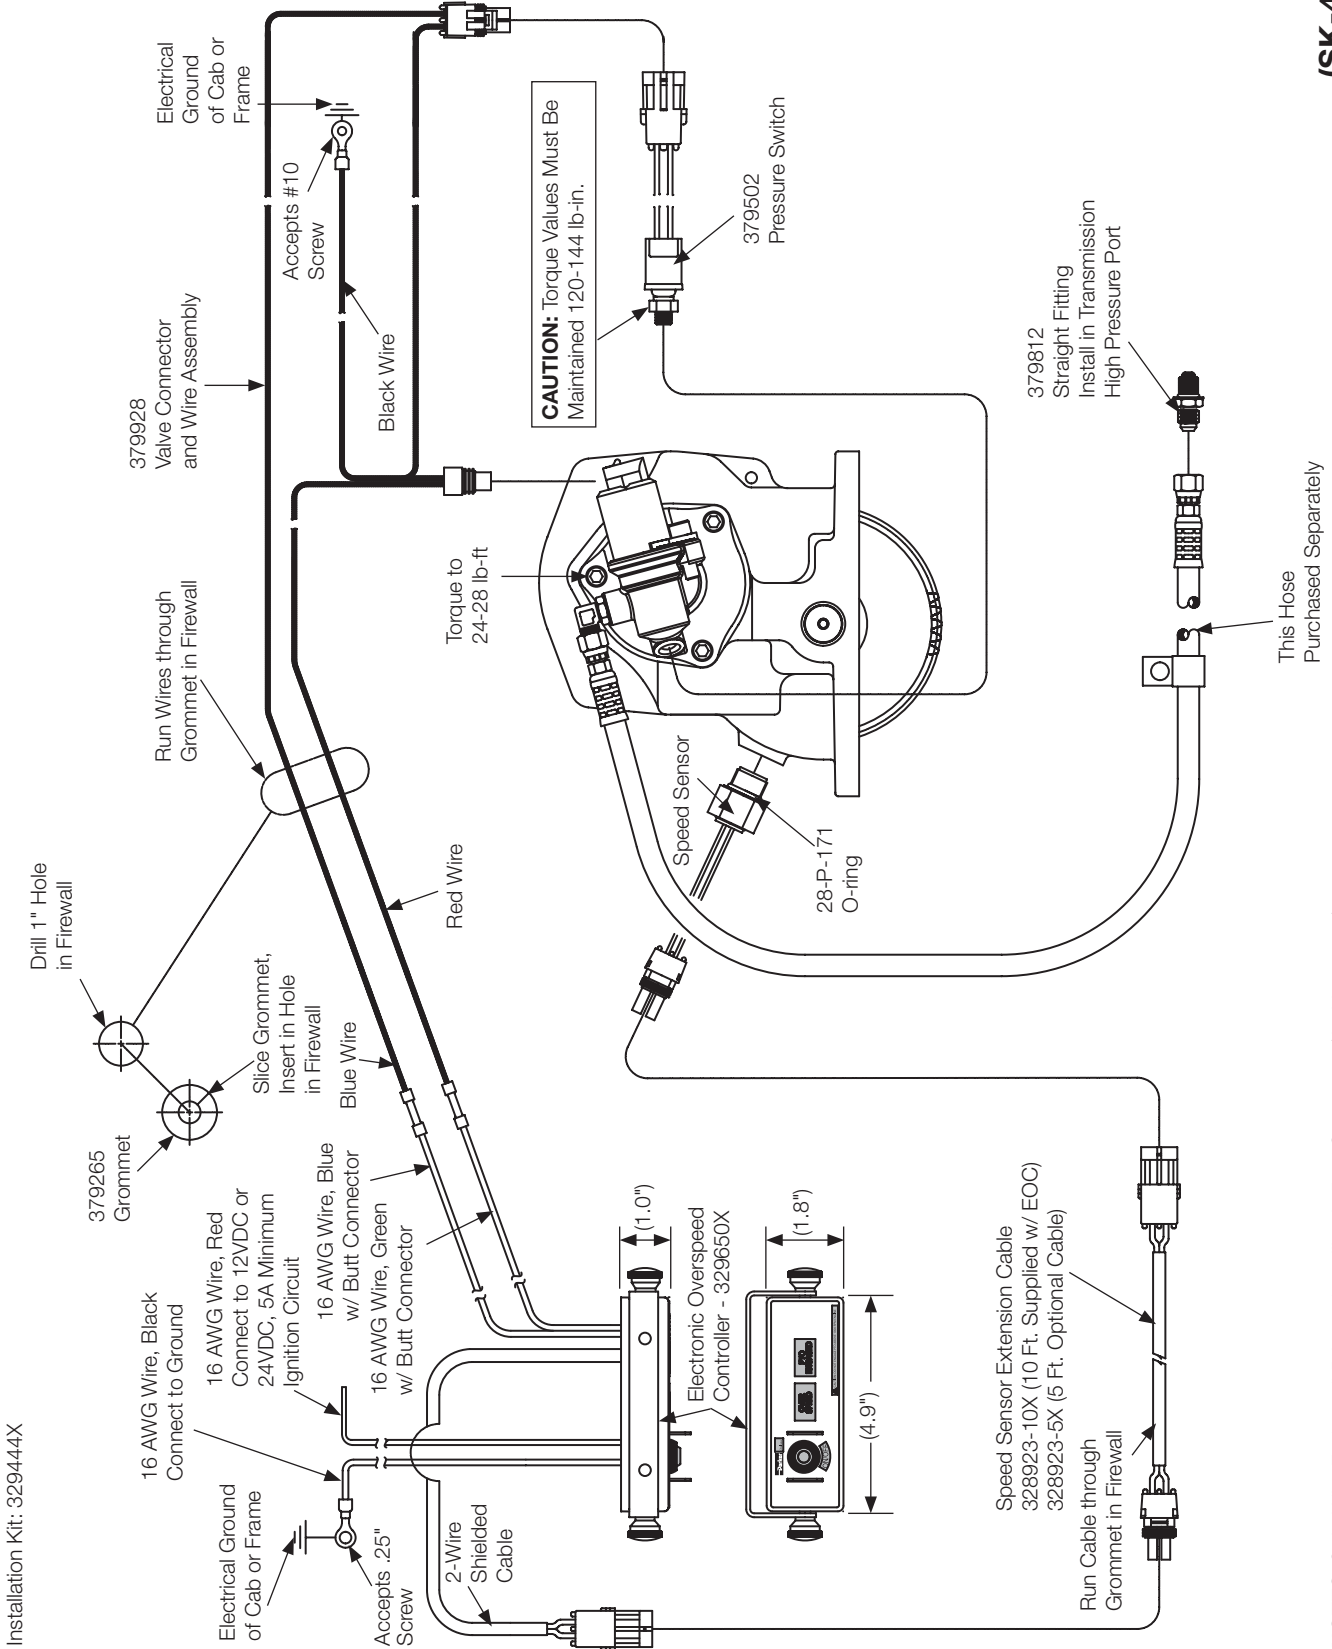 Installation Kit: 329444X
16 AWG Wire, Black
Connect to Ground
16 AWG Wire, Red
Connect to 12VDC or
24VDC, 5A Minimum
Ignition Circuit
16 AWG Wire, Blue
w/ Butt Connector
16 AWG Wire, Green
w/ Butt Connector
Electrical Ground
of Cab or Frame
Accepts .25"
Screw
2-Wire
Shielded
Cable
379265
Grommet
Drill 1" Hole
in Firewall
Slice Grommet,
Insert in Hole
in Firewall
Blue Wire
Red Wire
Run Wires through
Grommet in Firewall
379928
Valve Connector
and Wire Assembly
Electrical
Ground
of Cab or
Frame
Accepts #10
Screw
Black Wire
CAUTION: Torque Values Must Be
Maintained 120-144 lb-in.
379502
Pressure Switch
Torque to
24-28 lb-ft
Speed Sensor
28-P-171
O-ring
379812
Straight Fitting
Install in Transmission
High Pressure Port
This Hose
Purchased Separately
(1.0")
Electronic Overspeed
Controller - 329650X
(1.8")
(4.9")
Speed Sensor Extension Cable
328923-10X (10 Ft. Supplied w/ EOC)
328923-5X (5 Ft. Optional Cable)
Run Cable through
Grommet in Firewall